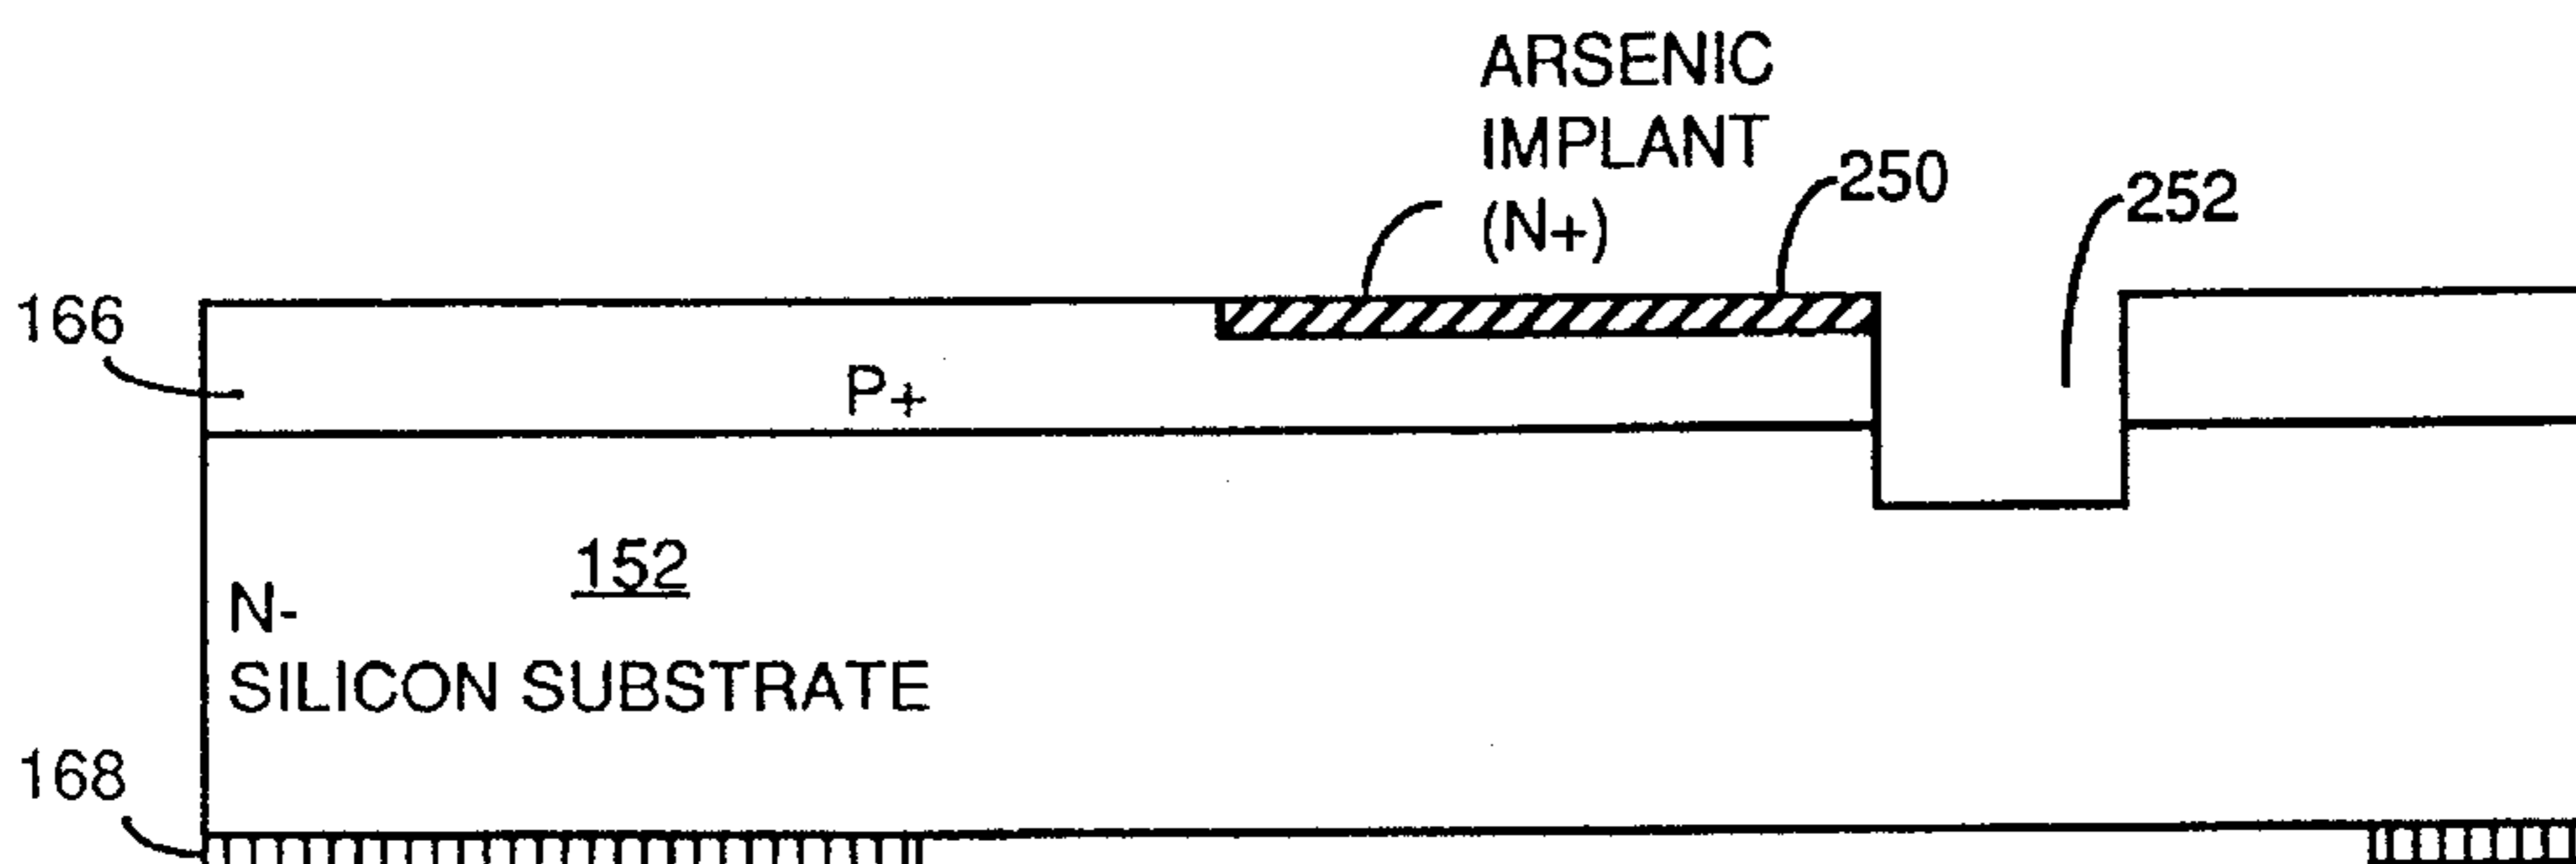 ARSENIC
IMPLANT
(N+)
250
252
166
P+
152
N-
SILICON SUBSTRATE
168